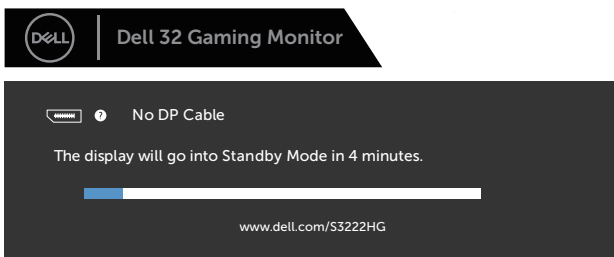 DELL
Dell 32 Gaming Monitor
? No DP Cable
The display will go into Standby Mode in 4 minutes.
www.dell.com/S3222HG